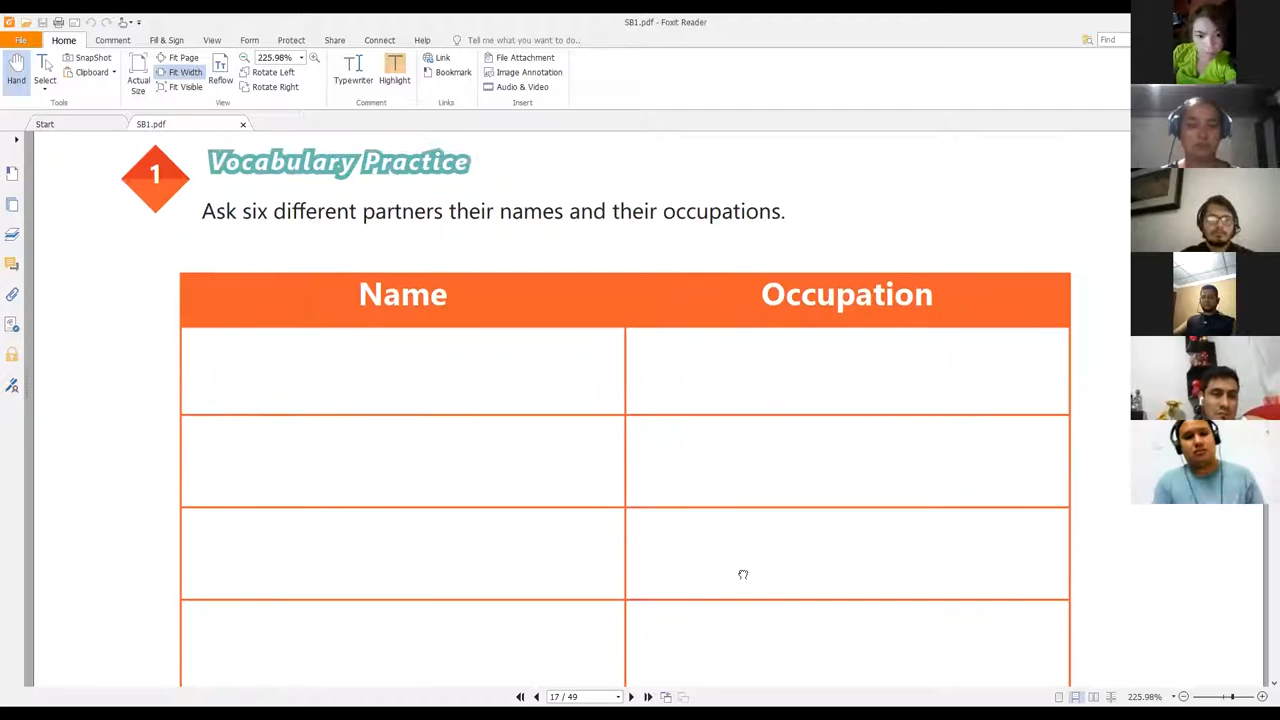 SB1.pdf - Foxit Reader
File Home Comment Fill & Sign View Form Protect Share Connect Help Tell me what you want to do.. Find
Hand Select SnapShot Clipboard Actual Size Fit Page Fit Width Fit Visible Reflow 225.98% Rotate Left Rotate Right Typewriter Highlight Link Bookmark File Attachment Image Annotation Audio & Video
Tools View Comment Links Insert
Start SB1.pdf
1 Vocabulary Practice
Ask six different partners their names and their occupations.
Name Occupation
17 / 49 225.98%